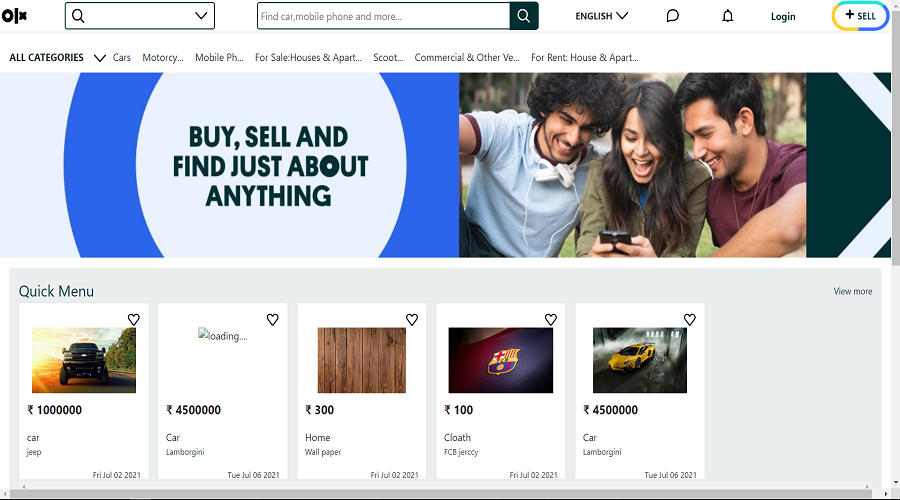 OLX
Find car,mobile phone and more...
ENGLISH
Login
+ SELL
ALL CATEGORIES
Cars
Motorcy...
Mobile Ph...
For Sale:Houses & Apart...
Scoot...
Commercial & Other Ve...
For Rent: House & Apart...
BUY, SELL AND
FIND JUST ABOUT
ANYTHING
Quick Menu
View more
₹ 1000000
car
jeep
Fri Jul 02 2021
loading....
₹ 4500000
Car
Lamborgini
Tue Jul 06 2021
₹ 300
Home
Wall paper
Fri Jul 02 2021
₹ 100
Cloath
FCB jerccy
Fri Jul 02 2021
₹ 4500000
Car
Lamborgini
Tue Jul 06 2021